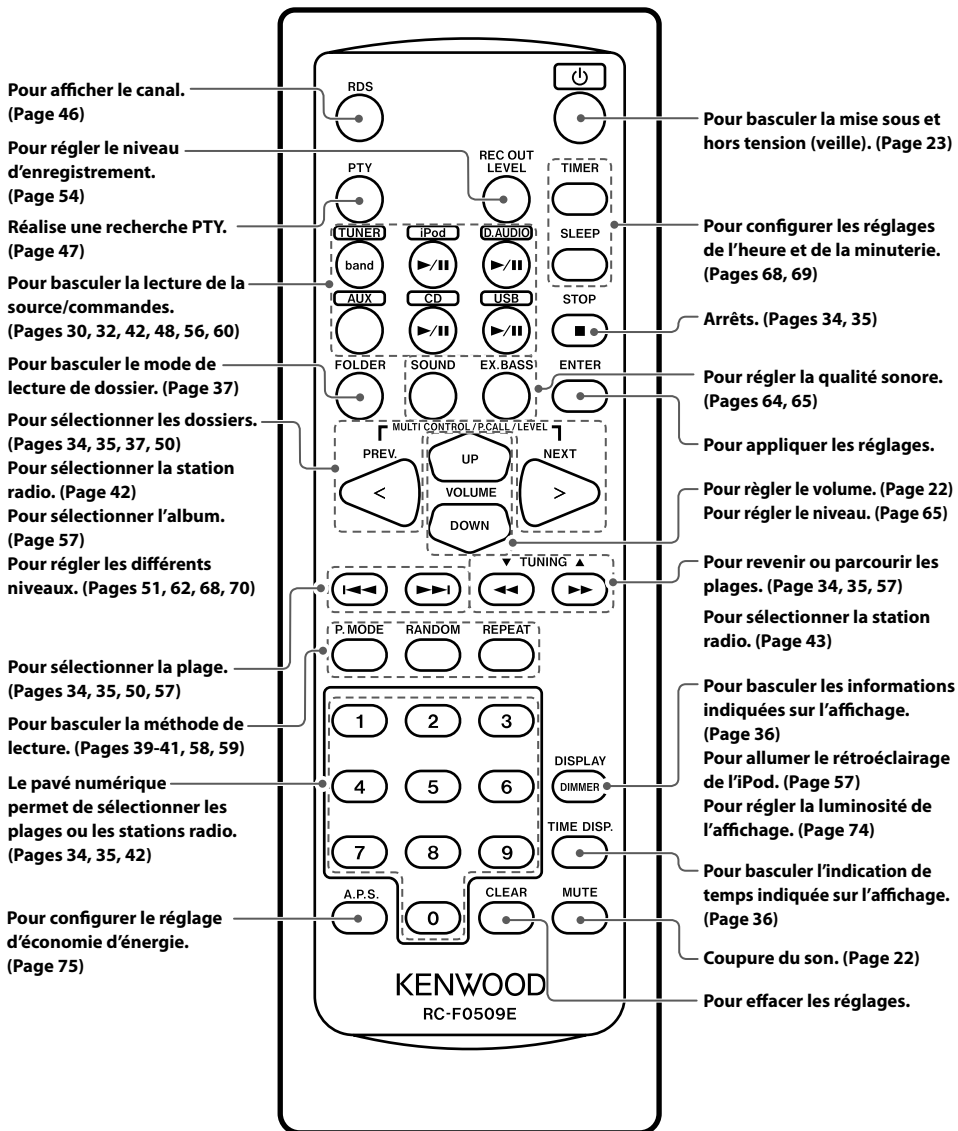 Pour afficher le canal.
(Page 46)
Pour régler le niveau
d'enregistrement.
(Page 54)
Réalise une recherche PTY.
(Page 47)
Pour basculer la lecture de la
source/commandes.
(Pages 30, 32, 42, 48, 56, 60)
Pour basculer le mode de
lecture de dossier. (Page 37)
Pour sélectionner les dossiers.
(Pages 34, 35, 37, 50)
Pour sélectionner la station
radio. (Page 42)
Pour sélectionner l'album.
(Page 57)
Pour régler les différents
niveaux. (Pages 51, 62, 68, 70)
Pour sélectionner la plage.
(Pages 34, 35, 50, 57)
Pour basculer la méthode de
lecture. (Pages 39-41, 58, 59)
Le pavé numérique
permet de sélectionner les
plages ou les stations radio.
(Pages 34, 35, 42)
Pour configurer le réglage
d'économie d'énergie.
(Page 75)
RDS
PTY
REC OUT
LEVEL
TIMER
SLEEP
TUNER iPod D.AUDIO
band ►/II ►/II
AUX CD USB
►/II ►/II
STOP
■
FOLDER SOUND EX.BASS ENTER
MULTI CONTROL / P.CALL / LEVEL
PREV. UP NEXT
< VOLUME >
DOWN
▼ TUNING ▲
I◄◄ ►►I ◄◄ ►►
P.MODE RANDOM REPEAT
1 2 3
4 5 6
7 8 9
0
DISPLAY
DIMMER
TIME DISP.
A.P.S. CLEAR MUTE
KENWOOD
RC-F0509E
Pour basculer la mise sous et
hors tension (veille). (Page 23)
Pour configurer les réglages
de l'heure et de la minuterie.
(Pages 68, 69)
Arrêts. (Pages 34, 35)
Pour régler la qualité sonore.
(Pages 64, 65)
Pour appliquer les réglages.
Pour règler le volume. (Page 22)
Pour régler le niveau. (Page 65)
Pour revenir ou parcourir les
plages. (Page 34, 35, 57)
Pour sélectionner la station
radio. (Page 43)
Pour basculer les informations
indiquées sur l'affichage.
(Page 36)
Pour allumer le rétroéclairage
de l'iPod. (Page 57)
Pour régler la luminosité de
l'affichage. (Page 74)
Pour basculer l'indication de
temps indiquée sur l'affichage.
(Page 36)
Coupure du son. (Page 22)
Pour effacer les réglages.